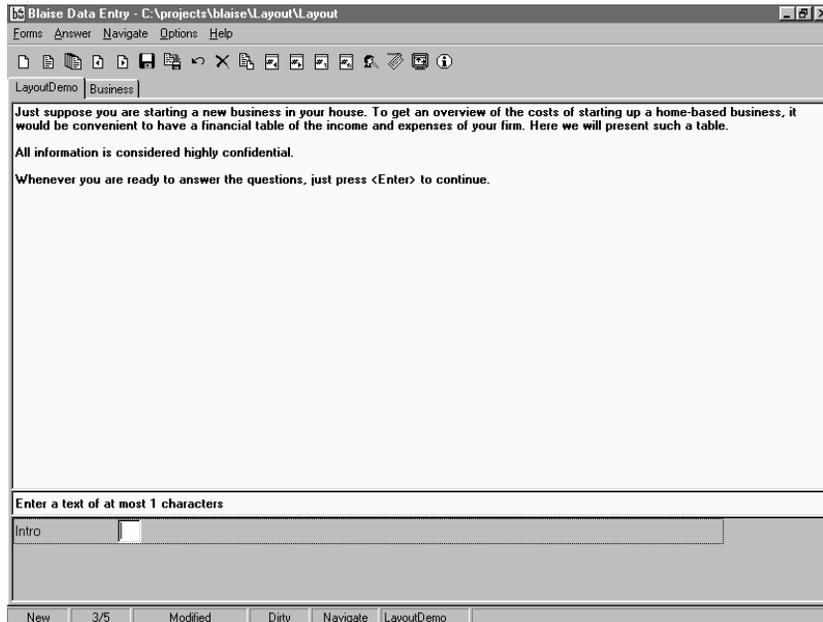 Blaise Data Entry - C:\projects\blaise\Layout\Layout
Forms Answer Navigate Options Help
LayoutDemo Business
Just suppose you are starting a new business in your house. To get an overview of the costs of starting up a home-based business, it
would be convenient to have a financial table of the income and expenses of your firm. Here we will present such a table.
All information is considered highly confidential.
Whenever you are ready to answer the questions, just press <Enter> to continue.
Enter a text of at most 1 characters
Intro
New 3/5 Modified Dirty Navigate LayoutDemo